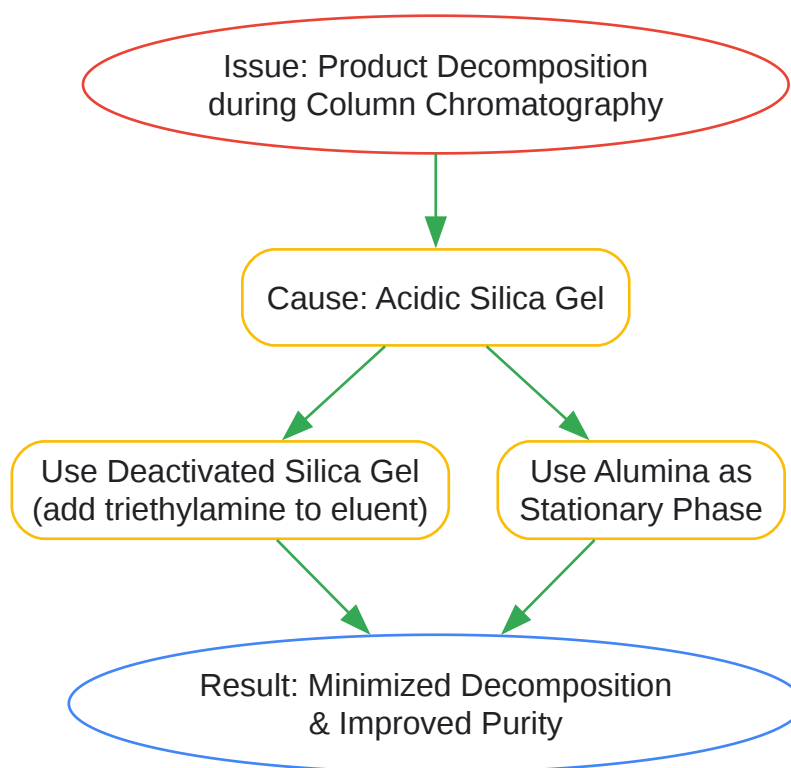 Issue: Product Decomposition
during Column Chromatography
Cause: Acidic Silica Gel
Use Deactivated Silica Gel
(add triethylamine to eluent)
Use Alumina as
Stationary Phase
Result: Minimized Decomposition
& Improved Purity